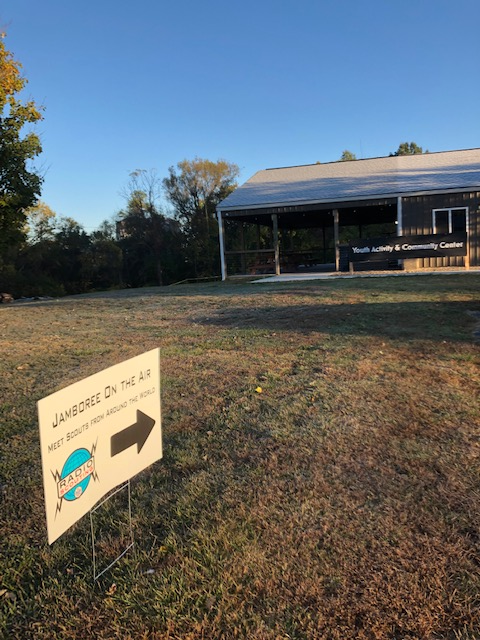 Youth Activity & Community Center
JAMBOREE ON THE AIR
MEET SCOUTS FROM AROUND THE WORLD
RADIO